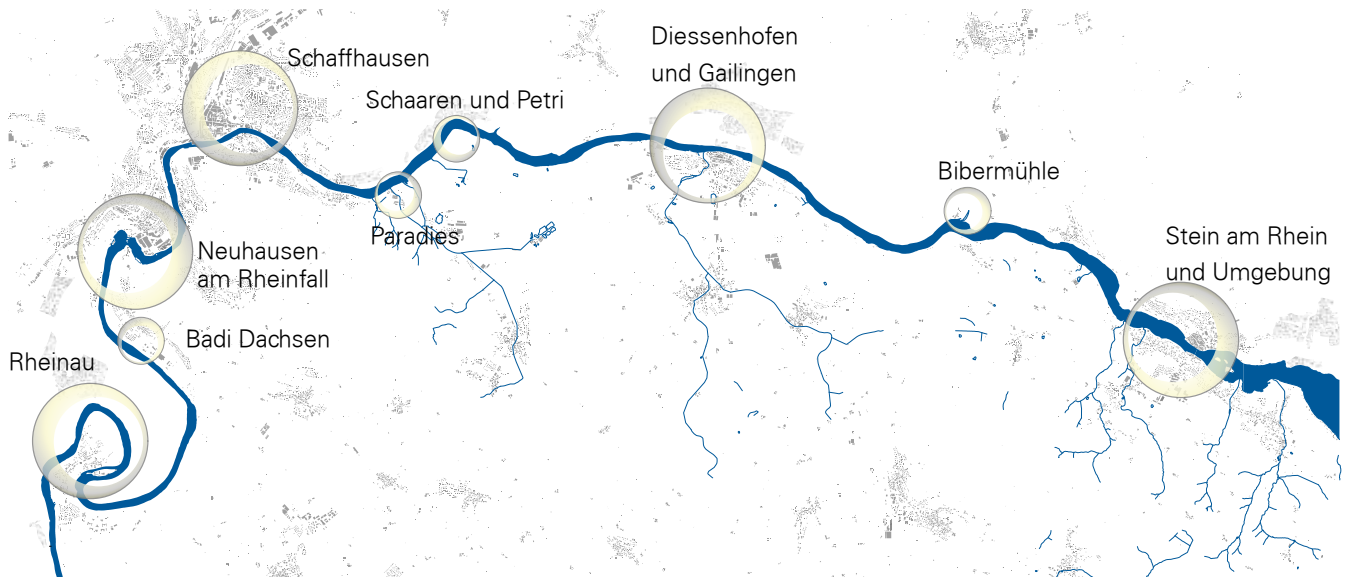 Diessenhofen
und Gailingen
Schaffhausen
Schaaren und Petri
Bibermühle
Paradies
Stein am Rhein
und Umgebung
Neuhausen
am Rheinfall
Badi Dachsen
Rheinau